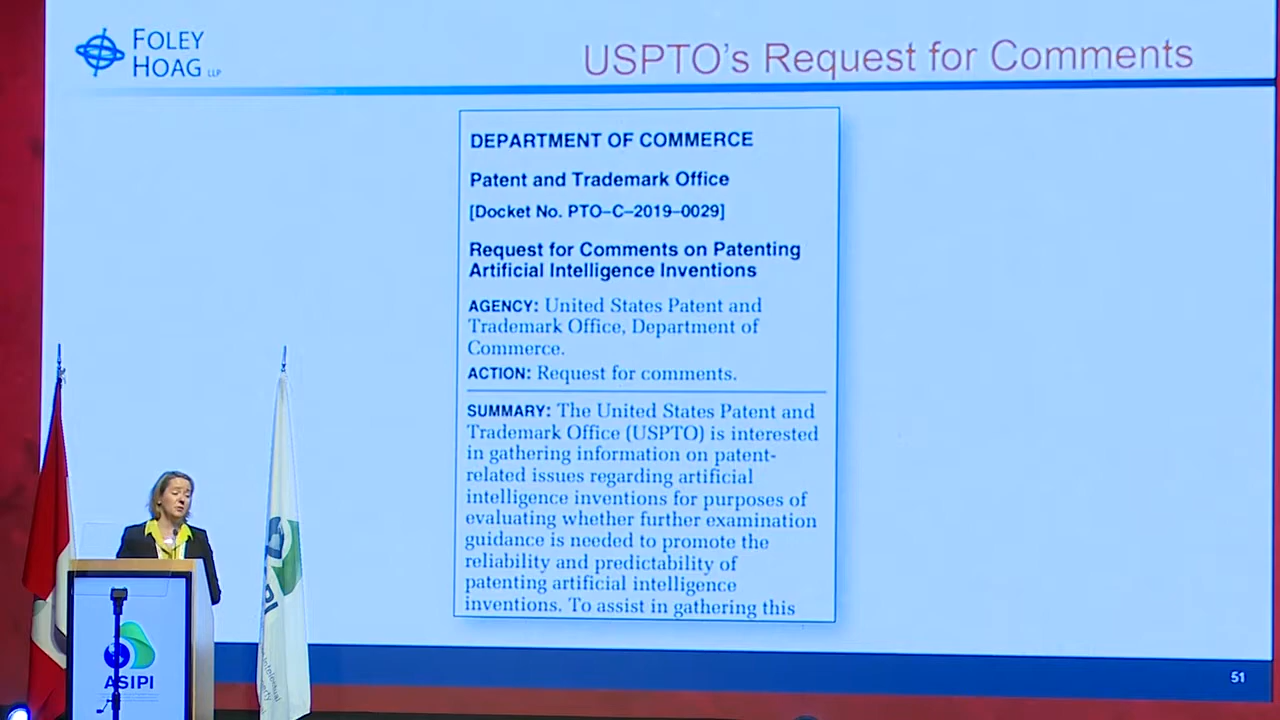 FOLEY
HOAG LLP
USPTO's Request for Comments
DEPARTMENT OF COMMERCE
Patent and Trademark Office
[Docket No. PTO–C–2019–0029]
Request for Comments on Patenting
Artificial Intelligence Inventions
AGENCY: United States Patent and
Trademark Office, Department of
Commerce.
ACTION: Request for comments.
SUMMARY: The United States Patent and
Trademark Office (USPTO) is interested
in gathering information on patent-
related issues regarding artificial
intelligence inventions for purposes of
evaluating whether further examination
guidance is needed to promote the
reliability and predictability of
patenting artificial intelligence
inventions. To assist in gathering this
51
ASIPI